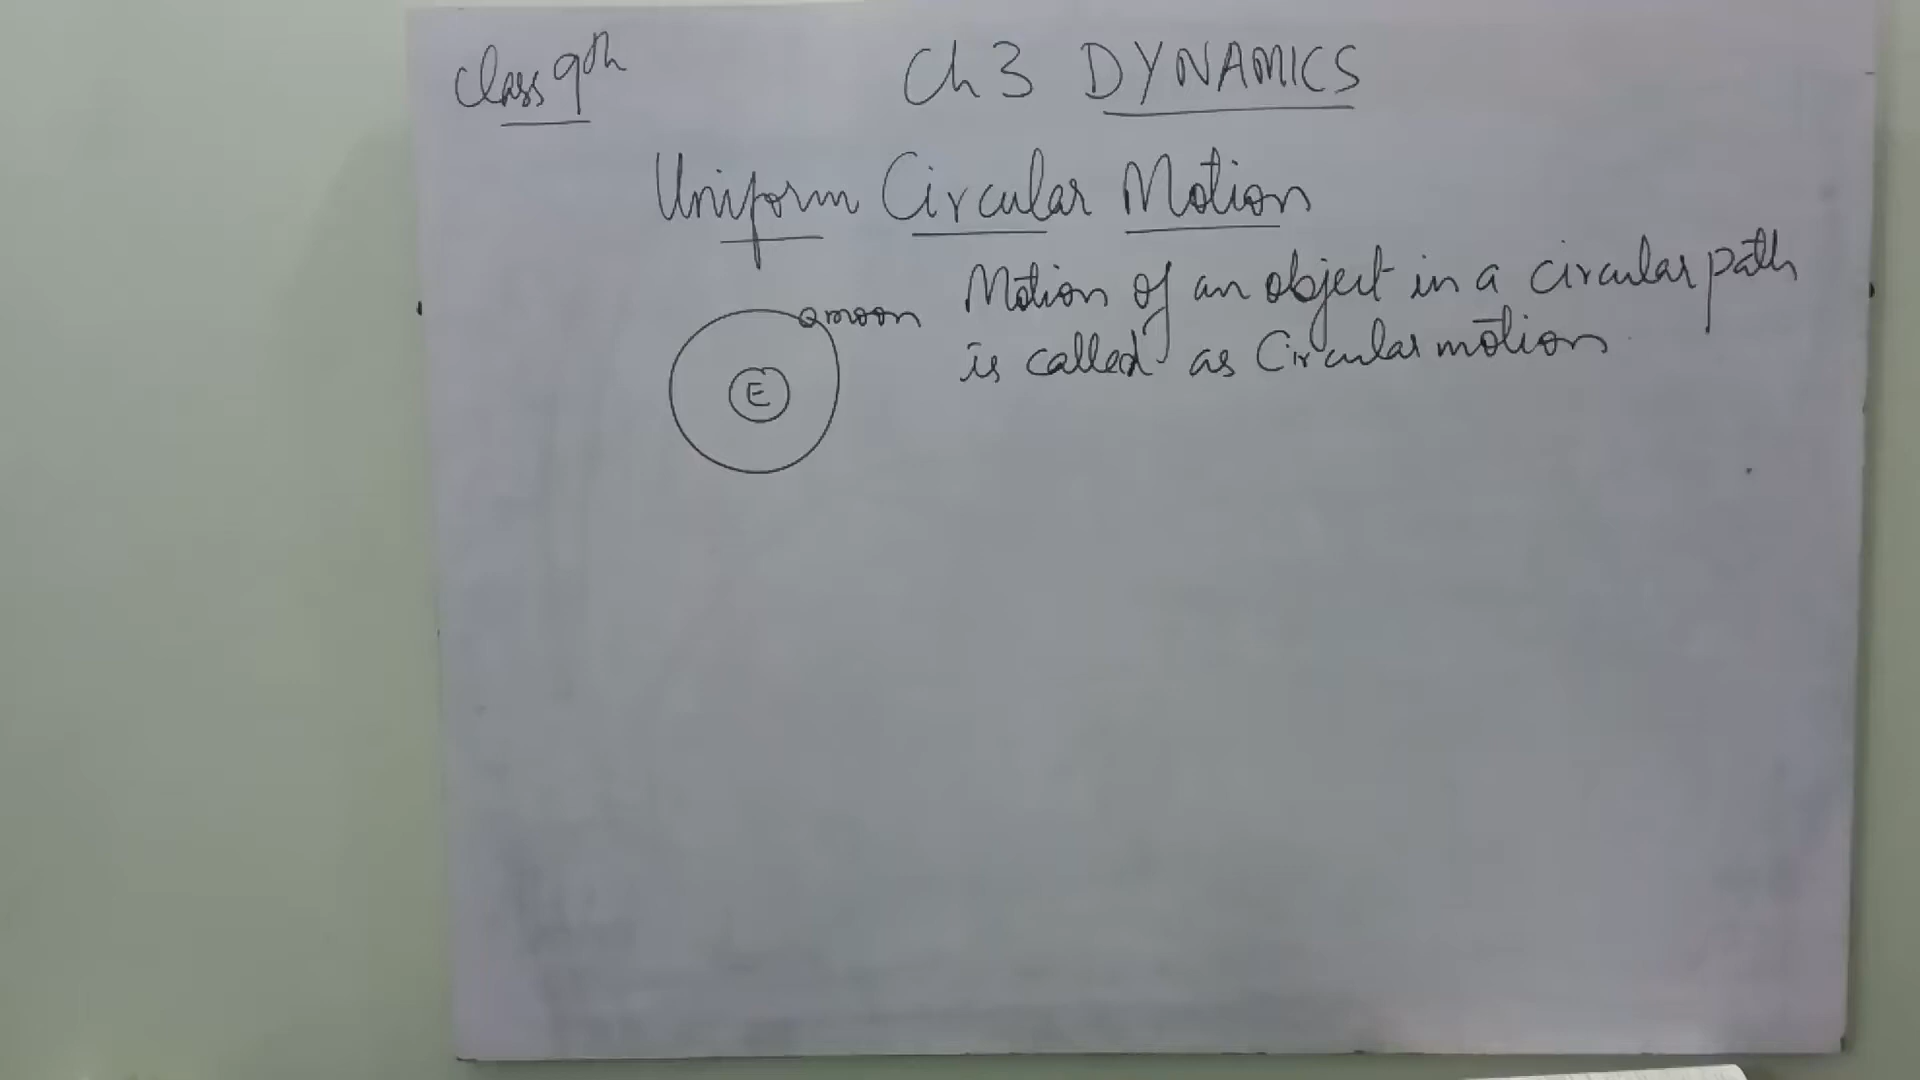 Class 9th
Ch 3 DYNAMICS
Uniform Circular Motion
Motion of an object in a circular path
is called as Circular motion
moon
E